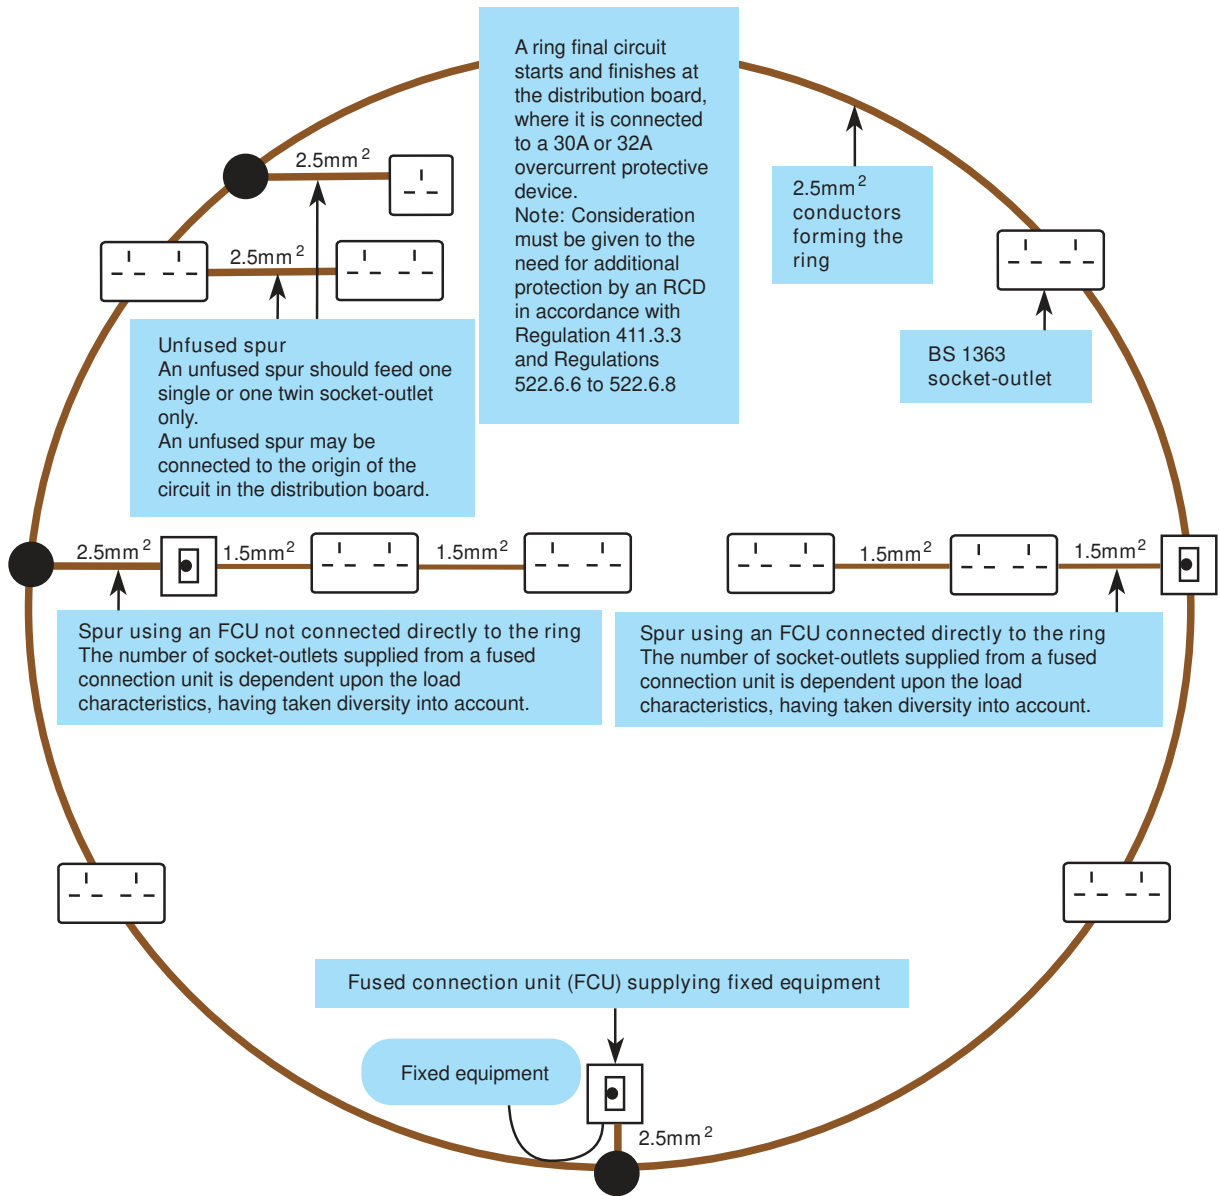 A ring final circuit
starts and finishes at
the distribution board,
where it is connected
to a 30A or 32A
overcurrent protective
device.
Note: Consideration
must be given to the
need for additional
protection by an RCD
in accordance with
Regulation 411.3.3
and Regulations
522.6.6 to 522.6.8
2.5mm²
2.5mm²
conductors
forming the
ring
2.5mm²
Unfused spur
An unfused spur should feed one
single or one twin socket-outlet
only.
An unfused spur may be
connected to the origin of the
circuit in the distribution board.
BS 1363
socket-outlet
2.5mm²
1.5mm²
1.5mm²
1.5mm²
1.5mm²
Spur using an FCU not connected directly to the ring
The number of socket-outlets supplied from a fused
connection unit is dependent upon the load
characteristics, having taken diversity into account.
Spur using an FCU connected directly to the ring
The number of socket-outlets supplied from a fused
connection unit is dependent upon the load
characteristics, having taken diversity into account.
Fused connection unit (FCU) supplying fixed equipment
Fixed equipment
2.5mm²